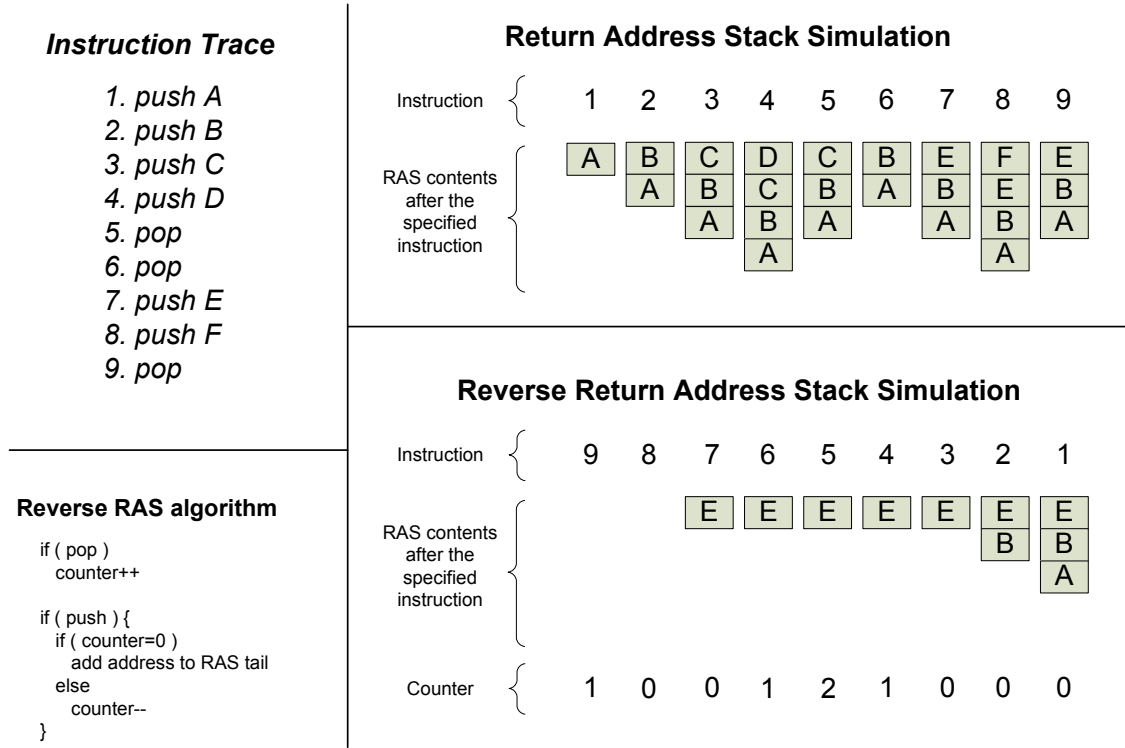 Instruction Trace
1. push A
2. push B
3. push C
4. push D
5. pop
6. pop
7. push E
8. push F
9. pop
Reverse RAS algorithm
if ( pop )
counter++
if ( push ) {
if ( counter=0 )
add address to RAS tail
else
counter--
}
Return Address Stack Simulation
Instruction 1 2 3 4 5 6 7 8 9
RAS contents
after the
specified
instruction
A B C D C B E F E
A B C B A B E B
A B A A B A
A A
Reverse Return Address Stack Simulation
Instruction 9 8 7 6 5 4 3 2 1
RAS contents
after the
specified
instruction
E E E E E E E
B B
A
Counter 1 0 0 1 2 1 0 0 0